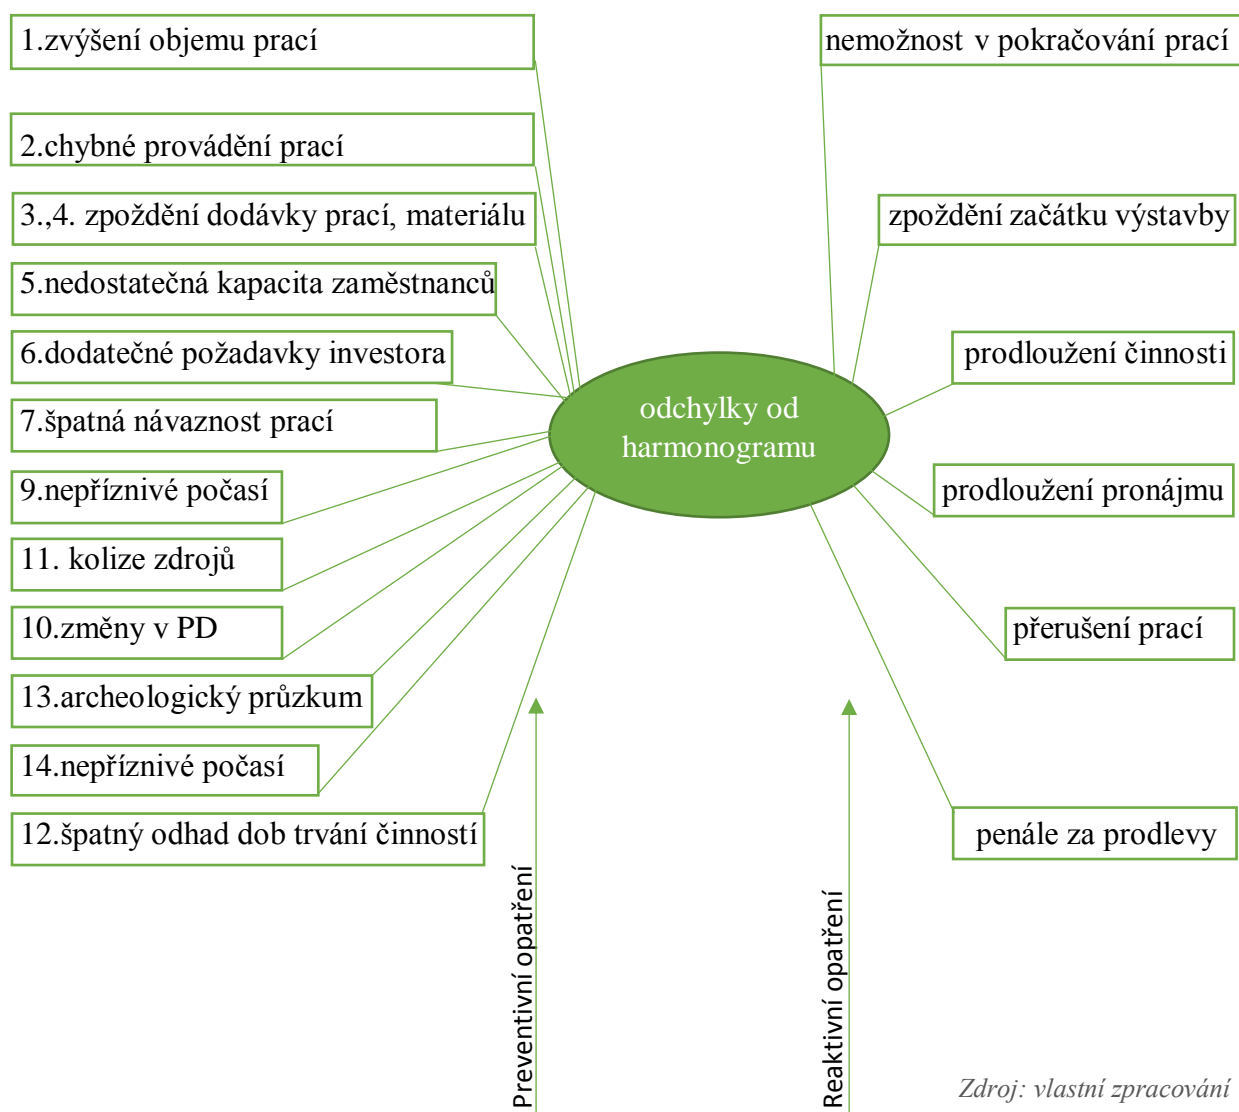 1.zvýšení objemu prací
2.chybné provádění prací
3.,4. zpoždění dodávky prací, materiálu
5.nedostatečná kapacita zaměstnanců
6.dodatečné požadavky investora
7.špatná návaznost prací
9.nepříznivé počasí
11. kolize zdrojů
10.změny v PD
13.archeologický průzkum
14.nepříznivé počasí
12.špatný odhad dob trvání činností
odchylky od
harmonogramu
nemožnost v pokračování prací
zpoždění začátku výstavby
prodloužení činnosti
prodloužení pronájmu
přerušení prací
penále za prodlevy
Preventivní opatření
Reaktivní opatření
Zdroj: vlastní zpracování